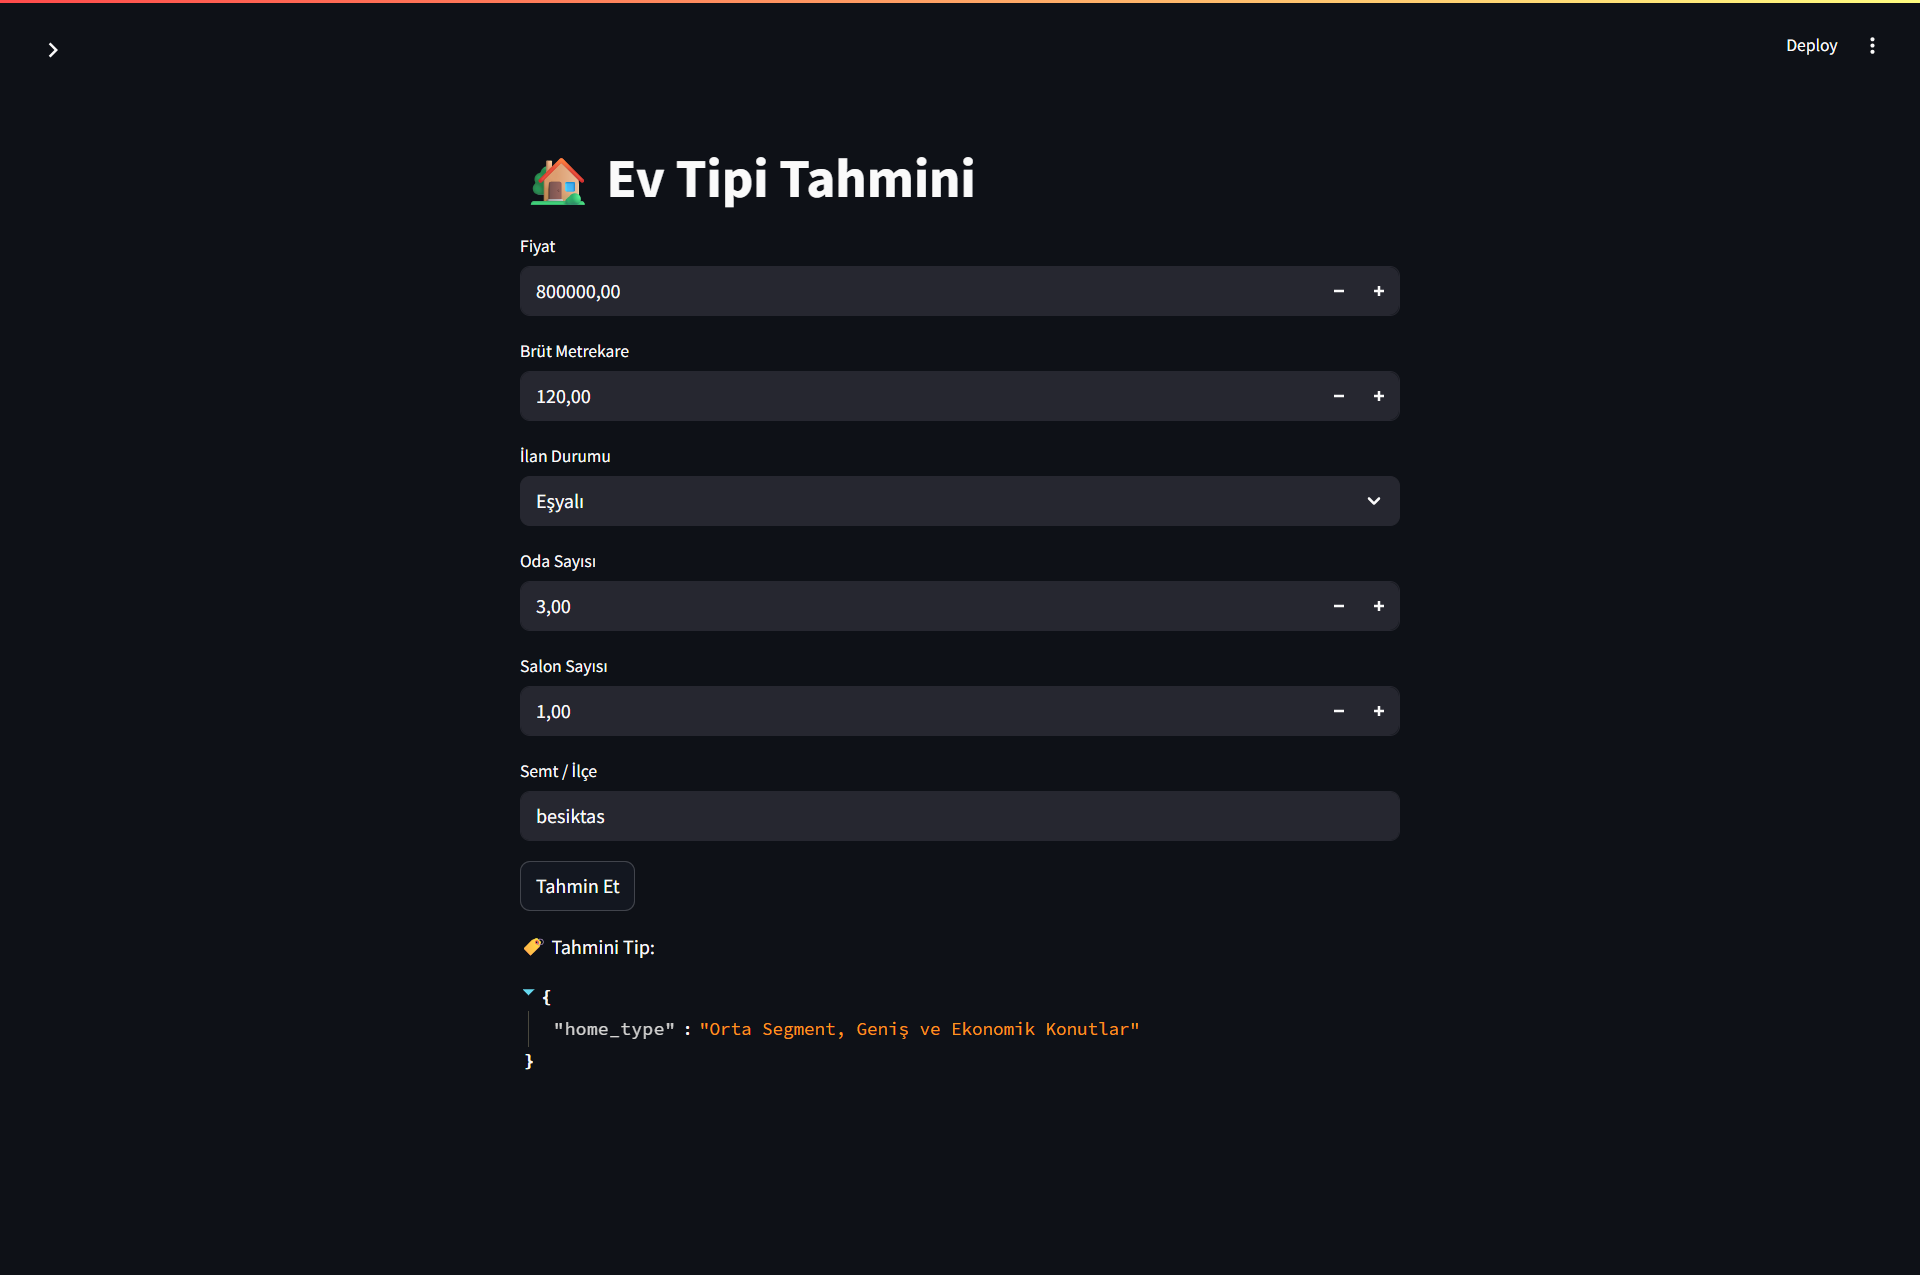 Deploy
Ev Tipi Tahmini
Fiyat
800000,00
Brüt Metrekare
120,00
İlan Durumu
Eşyalı
Oda Sayısı
3,00
Salon Sayısı
1,00
Semt / İlçe
besiktas
Tahmin Et
Tahmini Tip:
{
"home_type" : "Orta Segment, Geniş ve Ekonomik Konutlar"
}